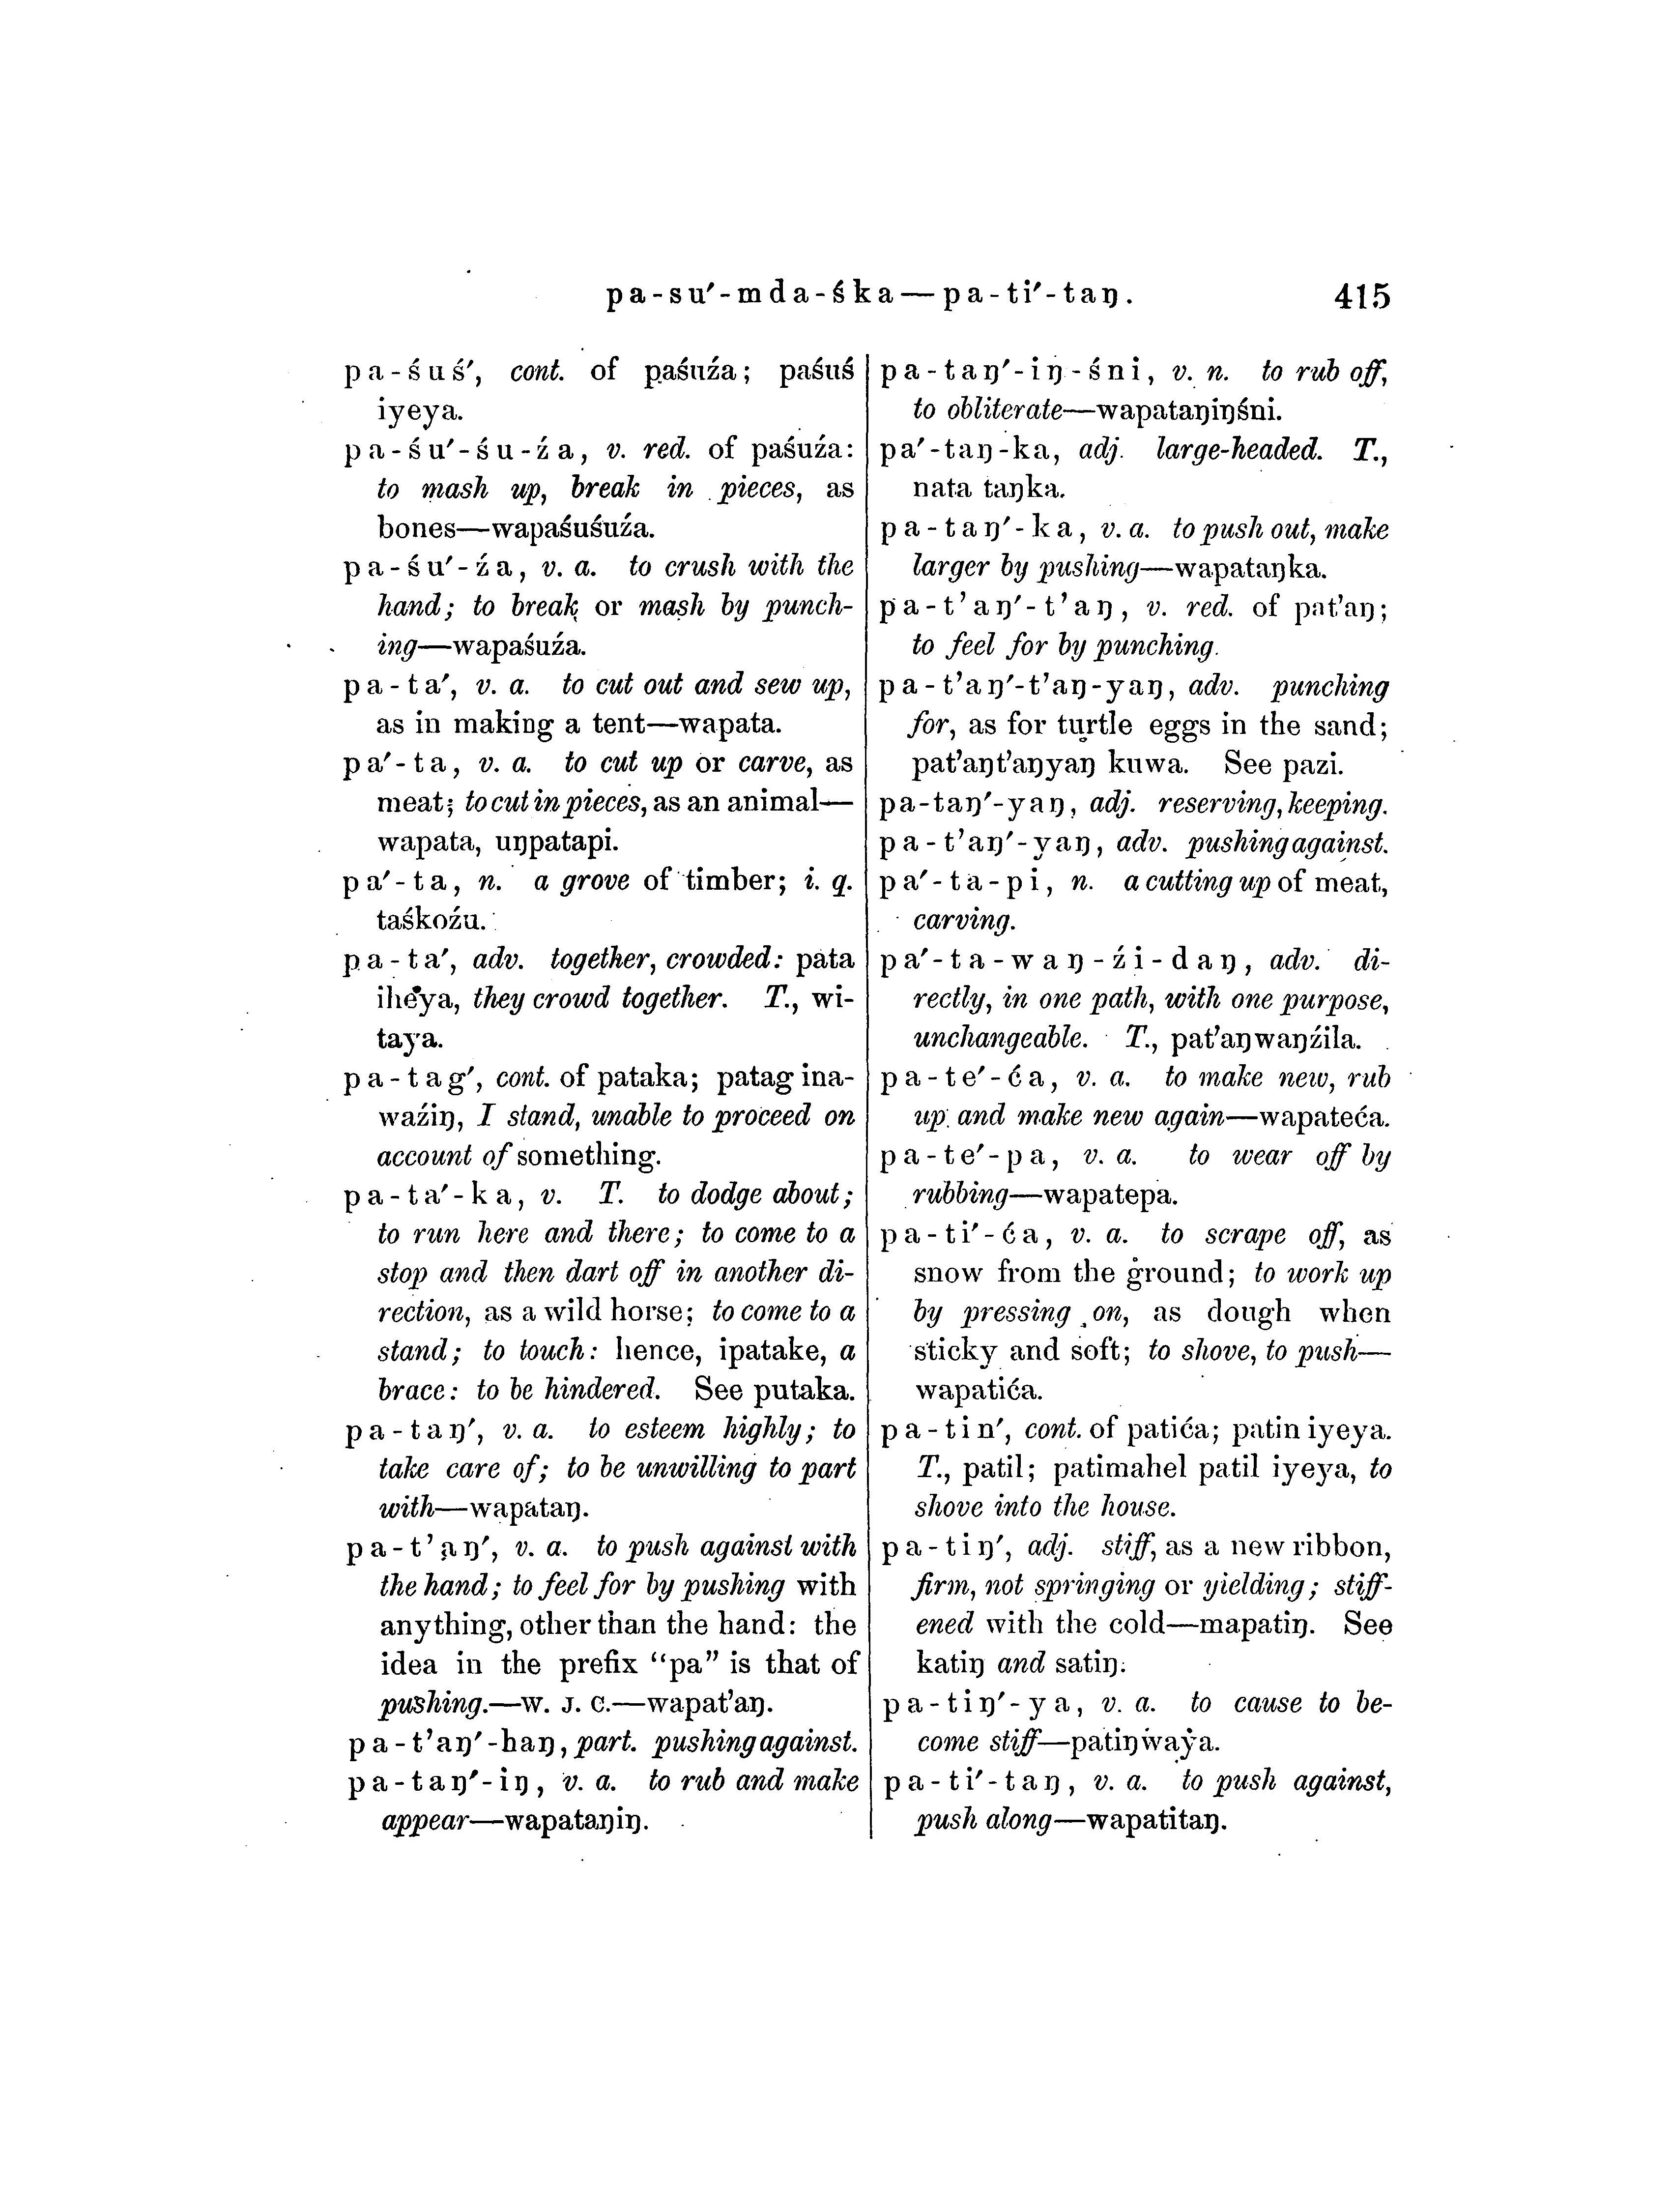 pa-su′-mda-śka—pa-ti′-taŋ. 415
pa-śuś′, cont. of paśuźa; paśuś
iyeya.
pa-śu′-śu-źa, v. red. of paśuźa:
to mash up, break in pieces, as
bones—wapaśuśuźa.
pa-śu′-źa, v. a. to crush with the
hand; to break or mash by punch-
ing—wapaśuźa.
pa-ta′, v. a. to cut out and sew up,
as in making a tent—wapata.
pa′-ta, v. a. to cut up or carve, as
meat; to cut in pieces, as an animal—
wapata, uŋpatapi.
pa′-ta, n. a grove of timber; i. q.
taśkoźu.
pa-ta′, adv. together, crowded: pata
iheya, they crowd together. T., wi-
taya.
pa-tag′, cont. of pataka; patag ina-
waźiŋ, I stand, unable to proceed on
account of something.
pa-ta′-ka, v. T. to dodge about;
to run here and there; to come to a
stop and then dart off in another di-
rection, as a wild horse; to come to a
stand; to touch: hence, ipatake, a
brace: to be hindered. See putaka.
pa-taŋ′, v. a. to esteem highly; to
take care of; to be unwilling to part
with—wapataŋ.
pa-t’aŋ′, v. a. to push against with
the hand; to feel for by pushing with
anything, other than the hand: the
idea in the prefix “pa” is that of
pushing.—W. J. C.—wapat’aŋ.
pa-t’aŋ′-haŋ, part. pushing against.
pa-taŋ′-iŋ, v. a. to rub and make
appear—wapataŋiŋ.
pa-taŋ′-iŋ-śni, v. n. to rub off,
to obliterate—wapataŋiŋśni.
pa′-taŋ-ka, adj. large-headed. T.,
nata taŋka.
pa-taŋ′-ka, v. a. to push out, make
larger by pushing—wapataŋka.
pa-t’aŋ′-t’aŋ, v. red. of pat’aŋ;
to feel for by punching.
pa-t’aŋ′-t’aŋ-yaŋ, adv. punching
for, as for turtle eggs in the sand;
pat’aŋt’aŋyaŋ kuwa. See pazi.
pa-taŋ′-yaŋ, adj. reserving, keeping.
pa-t’aŋ′-yaŋ, adv. pushing against.
pa′-ta-pi, n. a cutting up of meat,
carving.
pa′-ta-waŋ-źi-daŋ, adv. di-
rectly, in one path, with one purpose,
unchangeable. T., pat’aŋwaŋźila.
pa-te′-ća, v. a. to make new, rub
up and make new again—wapateća.
pa-te′-pa, v. a. to wear off by
rubbing—wapatepa.
pa-ti′-ća, v. a. to scrape off, as
snow from the ground; to work up
by pressing on, as dough when
sticky and soft; to shove, to push—
wapatića.
pa-tin′, cont. of patića; patin iyeya.
T., patil; patimahel patil iyeya, to
shove into the house.
pa-tiŋ′, adj. stiff, as a new ribbon,
firm, not springing or yielding; stiff-
ened with the cold—mapatiŋ. See
katiŋ and satiŋ.
pa-tiŋ′-ya, v. a. to cause to be-
come stiff—patiŋwaya.
pa-ti′-taŋ, v. a. to push against,
push along—wapatitaŋ.